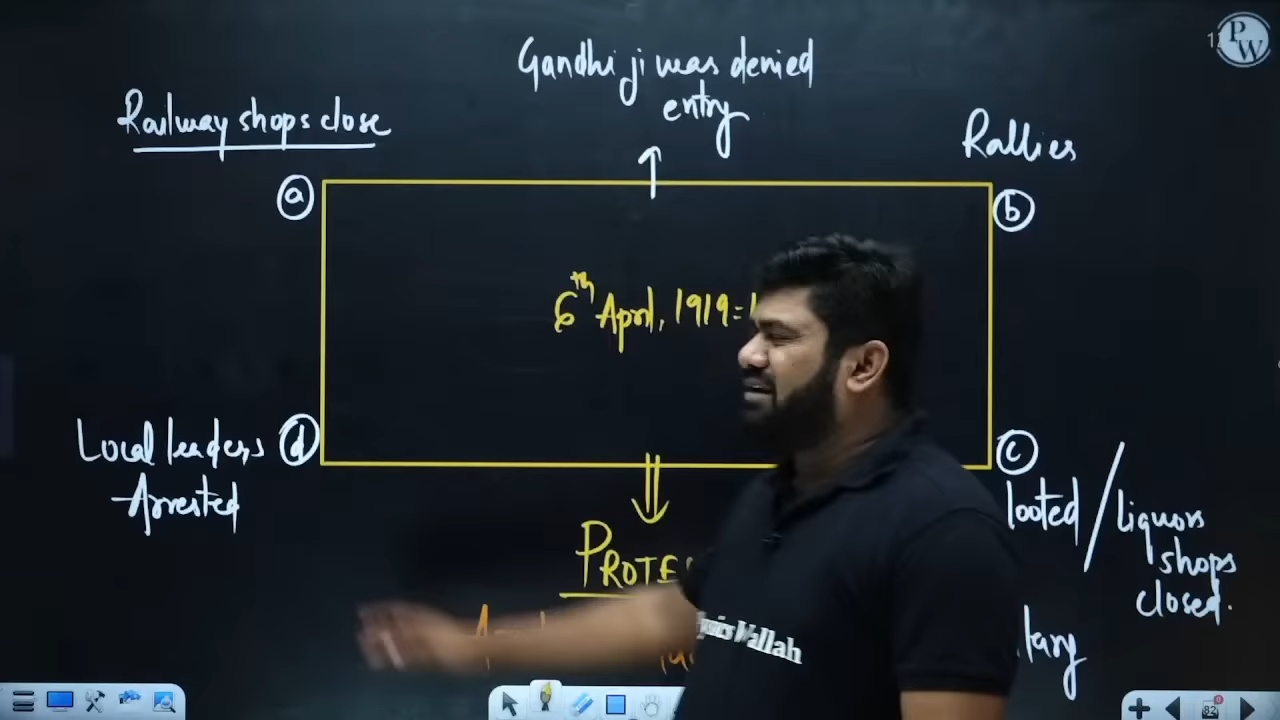 Gandhi ji was denied
entry
Railway shops close
Rallies
a
b
6th April, 1919 =
Local leaders
Arrested
d
c
looted / liquors
shops
closed.
PW
82